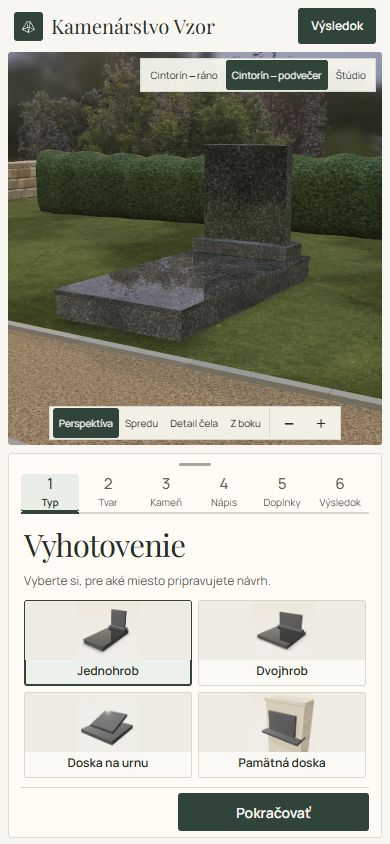 Kamenárstvo Vzor
Výsledok
Cintorín – ráno
Cintorín – podvečer
Štúdio
Perspektíva
Spredu
Detail čela
Z boku
−
+
1
Typ
2
Tvar
3
Kameň
4
Nápis
5
Doplnky
6
Výsledok
Vyhotovenie
Vyberte si, pre aké miesto pripravujete návrh.
Jednohrob
Dvojhrob
Doska na urnu
Pamätná doska
Pokračovať